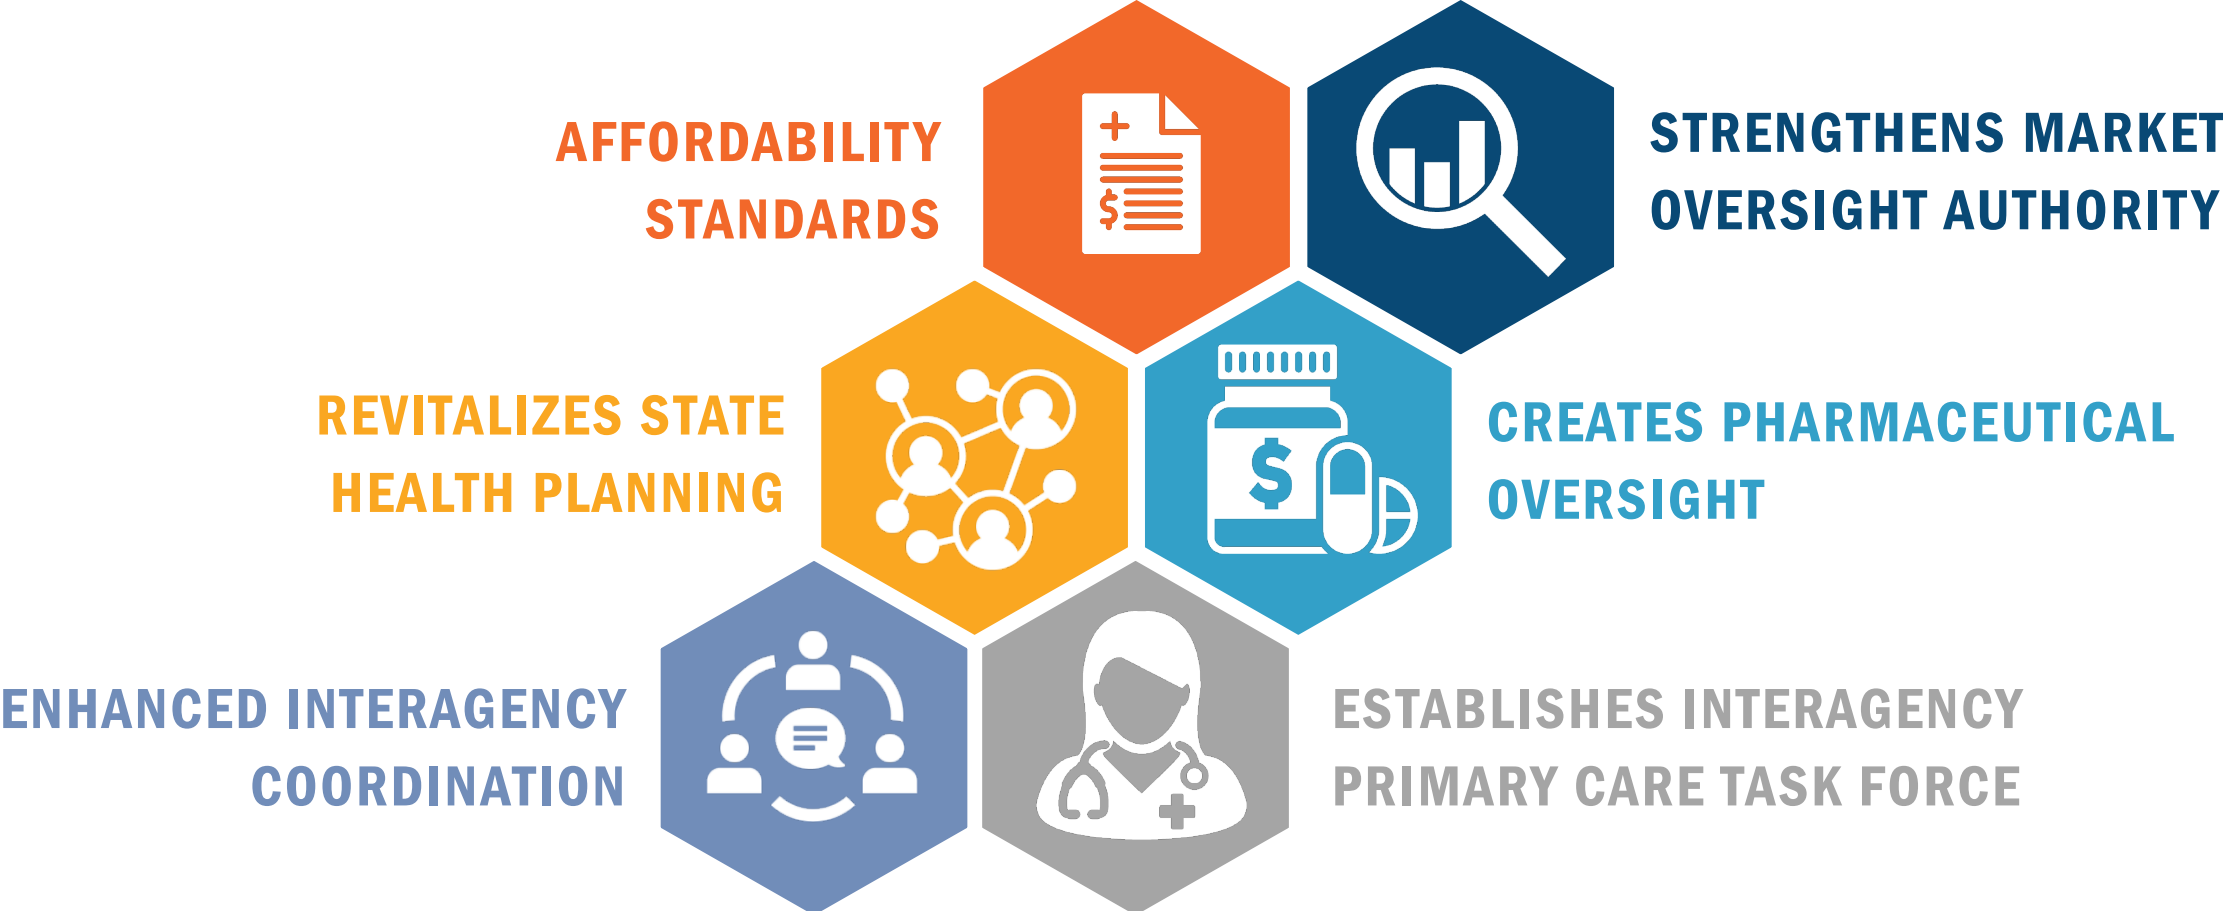 AFFORDABILITY
STANDARDS
STRENGTHENS MARKET
OVERSIGHT AUTHORITY
REVITALIZES STATE
HEALTH PLANNING
$
CREATES PHARMACEUTICAL
OVERSIGHT
$
ENHANCED INTERAGENCY
COORDINATION
ESTABLISHES INTERAGENCY
PRIMARY CARE TASK FORCE